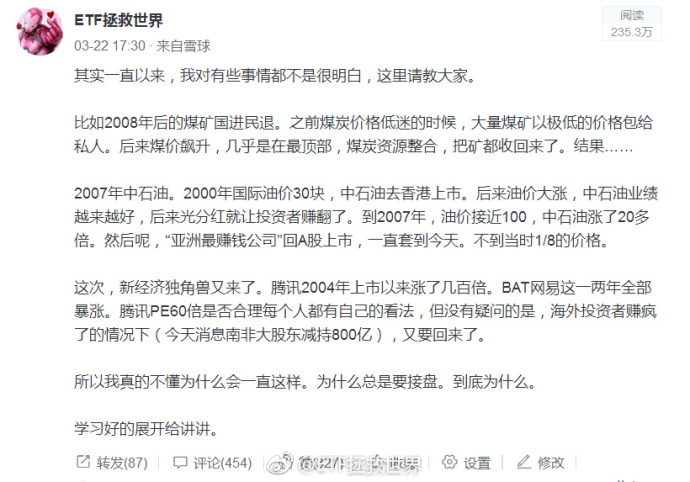 ETF拯救世界
阅读
235.3万
03-22 17:30 · 来自雪球
其实一直以来，我对有些事情都不是很明白，这里请教大家。
比如2008年后的煤矿国进民退。之前煤炭价格低迷的时候，大量煤矿以极低的价格包给
私人。后来煤价飙升，几乎是在最顶部，煤炭资源整合，把矿都收回来了。结果……
2007年中石油。2000年国际油价30块，中石油去香港上市。后来油价大涨，中石油业绩
越来越好，后来光分红就让投资者赚翻了。到2007年，油价接近100，中石油涨了20多
倍。然后呢，“亚洲最赚钱公司”回A股上市，一直套到今天。不到当时1/8的价格。
这次，新经济独角兽又来了。腾讯2004年上市以来涨了几百倍。BAT网易这一两年全部
暴涨。腾讯PE60倍是否合理每个人都有自己的看法，但没有疑问的是，海外投资者赚疯
了的情况下（今天消息南非大股东减持800亿），又要回来了。
所以我真的不懂为什么会一直这样。为什么总是要接盘。到底为什么。
学习好的展开给讲讲。
转发(87) 评论(454) 设置 修改
@ETF拯救世界